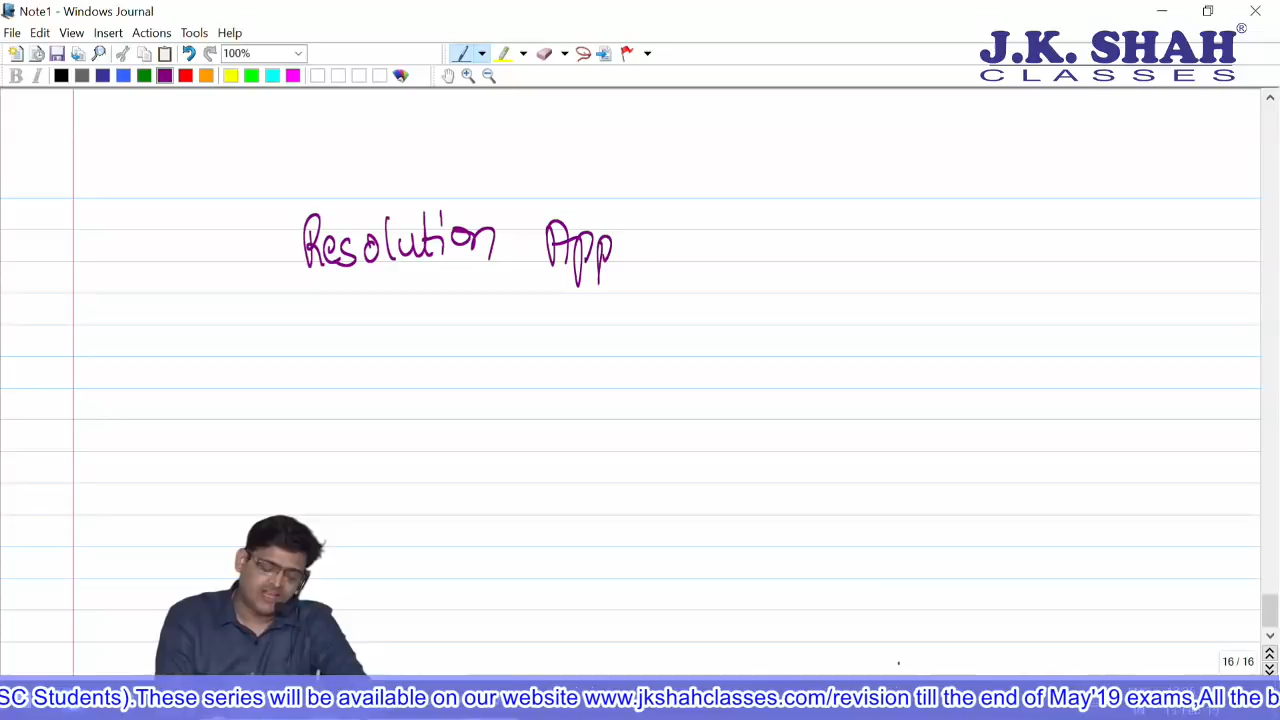 Note1 - Windows Journal
File Edit View Insert Actions Tools Help
100%
J.K. SHAH®
CLASSES
Resolution App
16 / 16
SC Students).These series will be available on our website www.jkshahclasses.com/revision till the end of May'19 exams,All the b